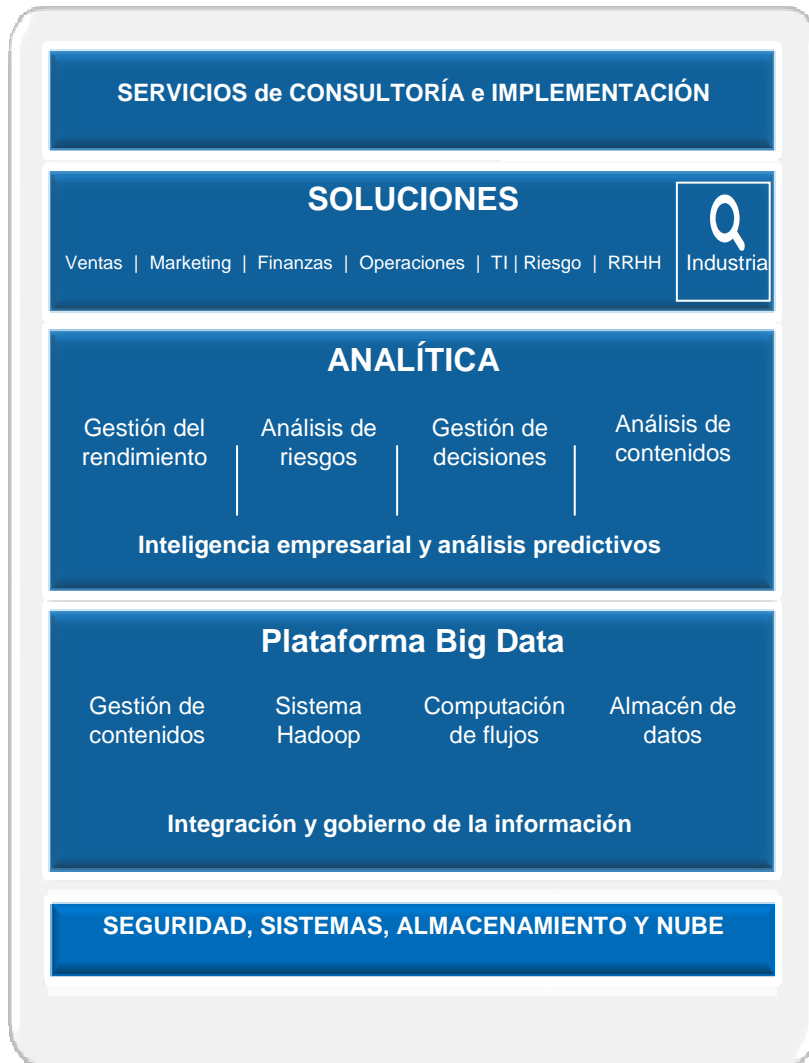 SERVICIOS de CONSULTORÍA e IMPLEMENTACIÓN
SOLUCIONES
Ventas | Marketing | Finanzas | Operaciones | TI | Riesgo | RRHH
Industria
ANALÍTICA
Gestión del
rendimiento
Análisis de
riesgos
Gestión de
decisiones
Análisis de
contenidos
Inteligencia empresarial y análisis predictivos
Plataforma Big Data
Gestión de
contenidos
Sistema
Hadoop
Computación
de flujos
Almacén de
datos
Integración y gobierno de la información
SEGURIDAD, SISTEMAS, ALMACENAMIENTO Y NUBE